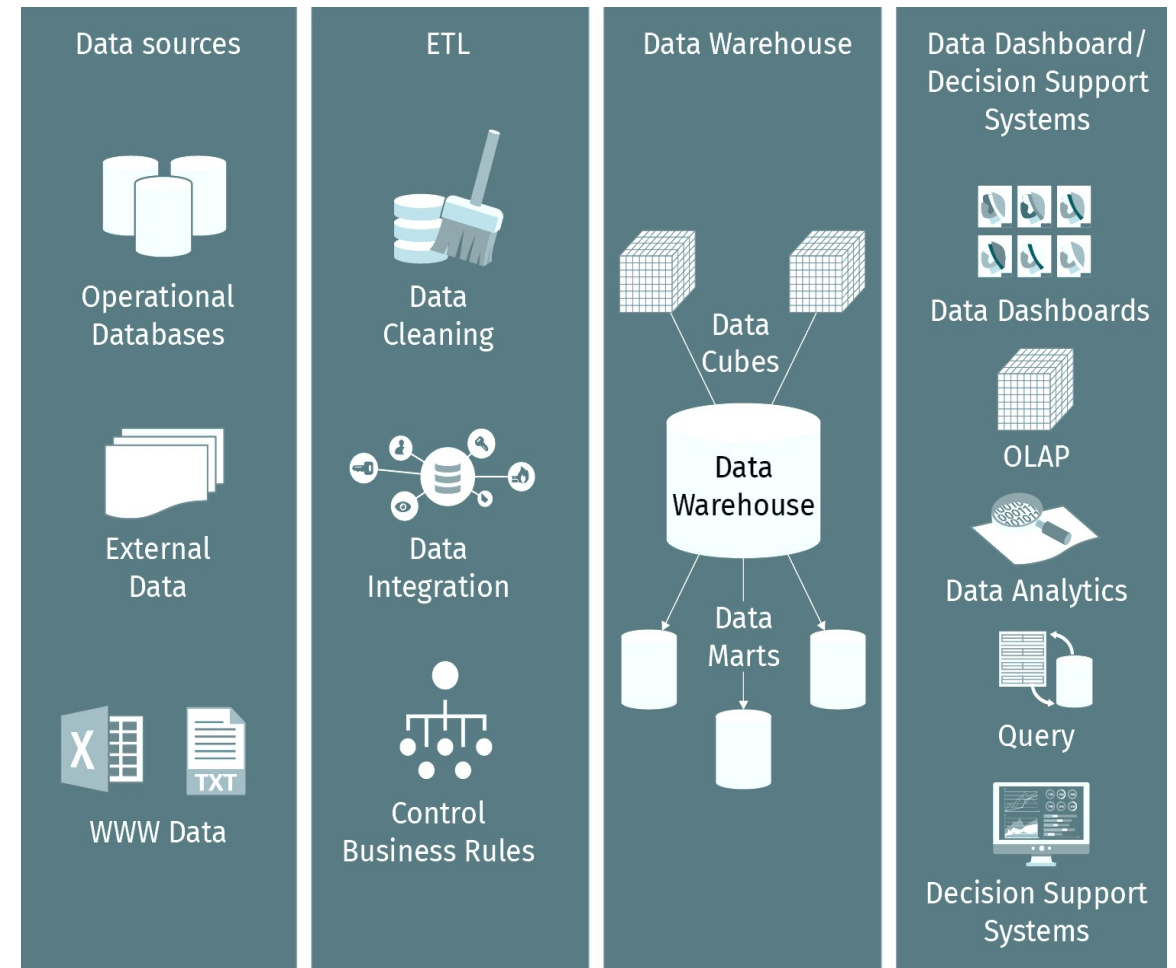 Data sources
Operational
Databases
External
Data
X
TXT
WWW Data
ETL
Data
Cleaning
Data
Integration
Control
Business Rules
Data Warehouse
Data
Cubes
Data
Warehouse
Data
Marts
Data Dashboard/
Decision Support
Systems
Data Dashboards
OLAP
Data Analytics
Query
Decision Support
Systems